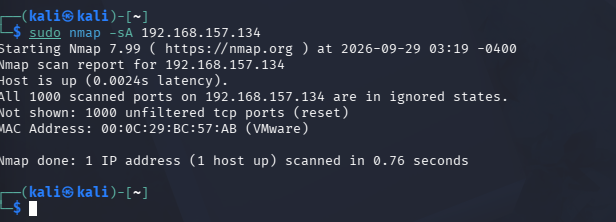 ┌──(kali㉿kali)-[~]
└─$ sudo nmap -sA 192.168.157.134
Starting Nmap 7.99 ( https://nmap.org ) at 2026-09-29 03:19 -0400
Nmap scan report for 192.168.157.134
Host is up (0.0024s latency).
All 1000 scanned ports on 192.168.157.134 are in ignored states.
Not shown: 1000 unfiltered tcp ports (reset)
MAC Address: 00:0C:29:BC:57:AB (VMware)

Nmap done: 1 IP address (1 host up) scanned in 0.76 seconds

┌──(kali㉿kali)-[~]
└─$